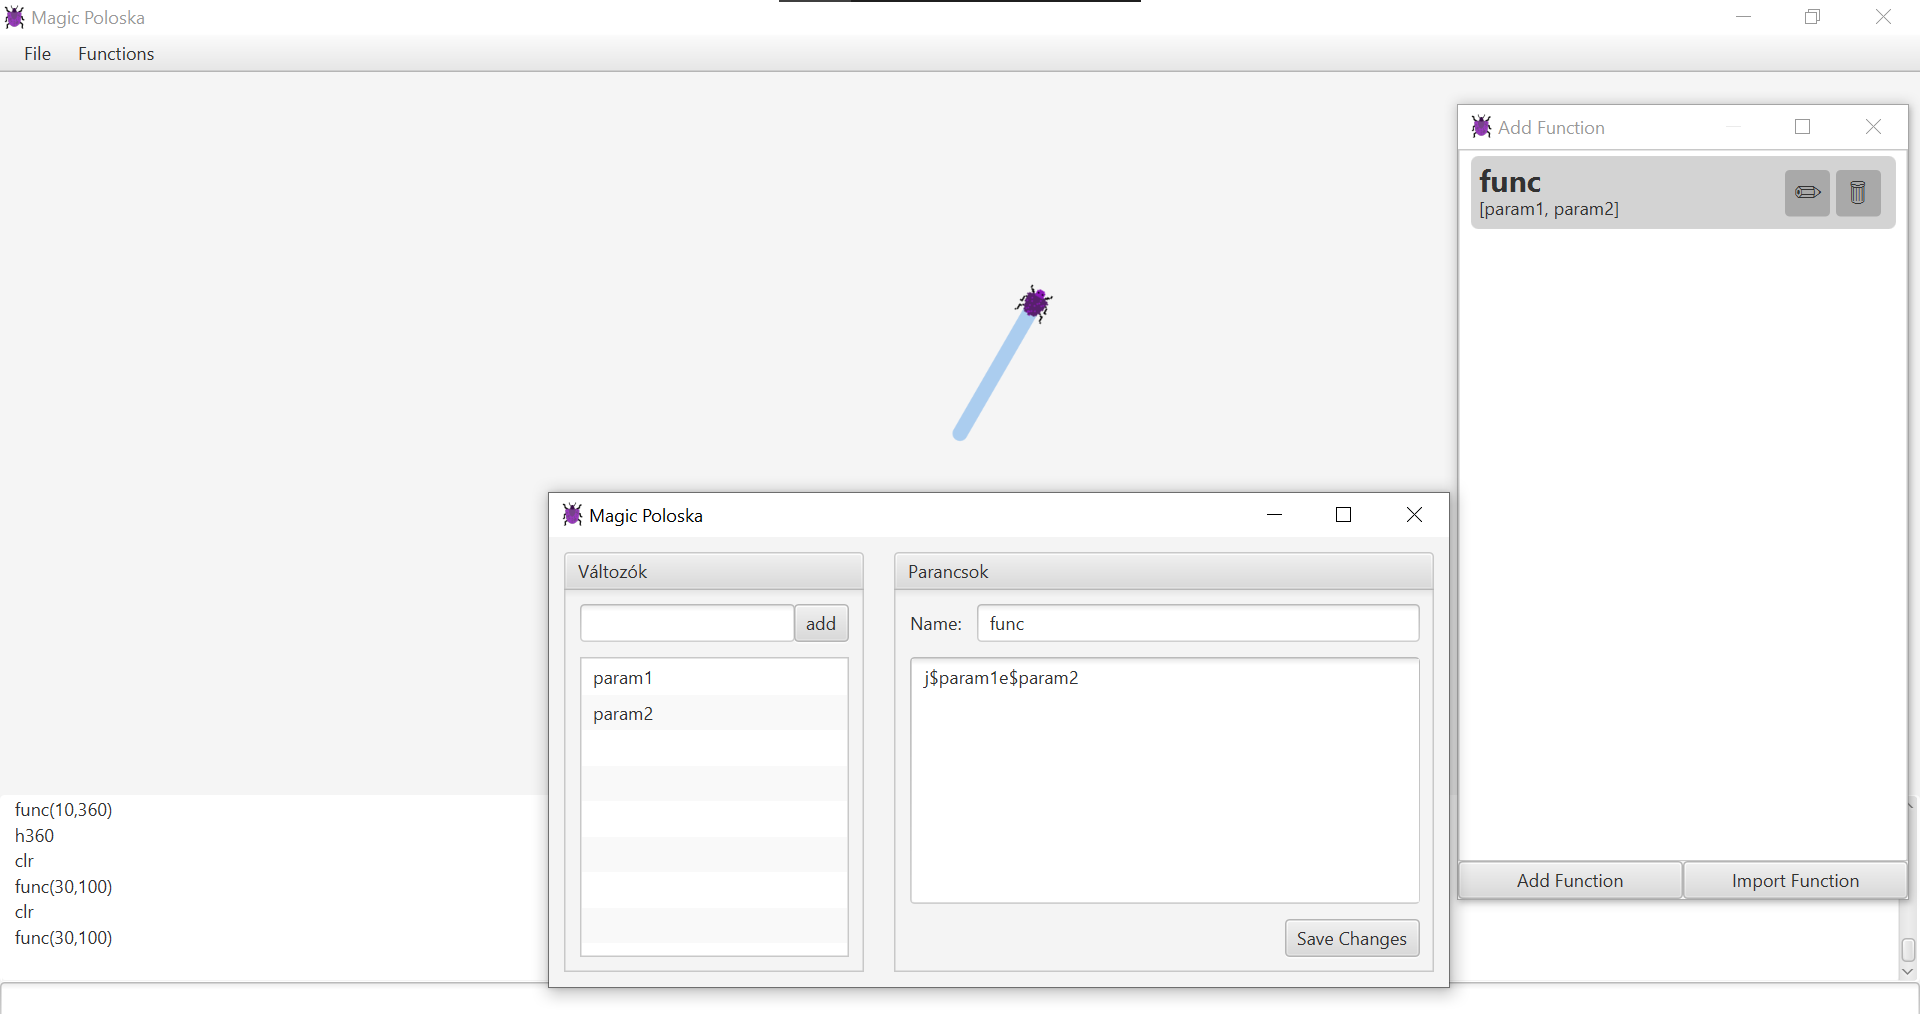 Magic Poloska
File Functions
Add Function
func
[param1, param2]
Magic Poloska
Változók
Parancsok
add
Name: func
param1
param2
j$param1e$param2
Save Changes
func(10,360)
h360
clr
func(30,100)
clr
func(30,100)
Add Function
Import Function